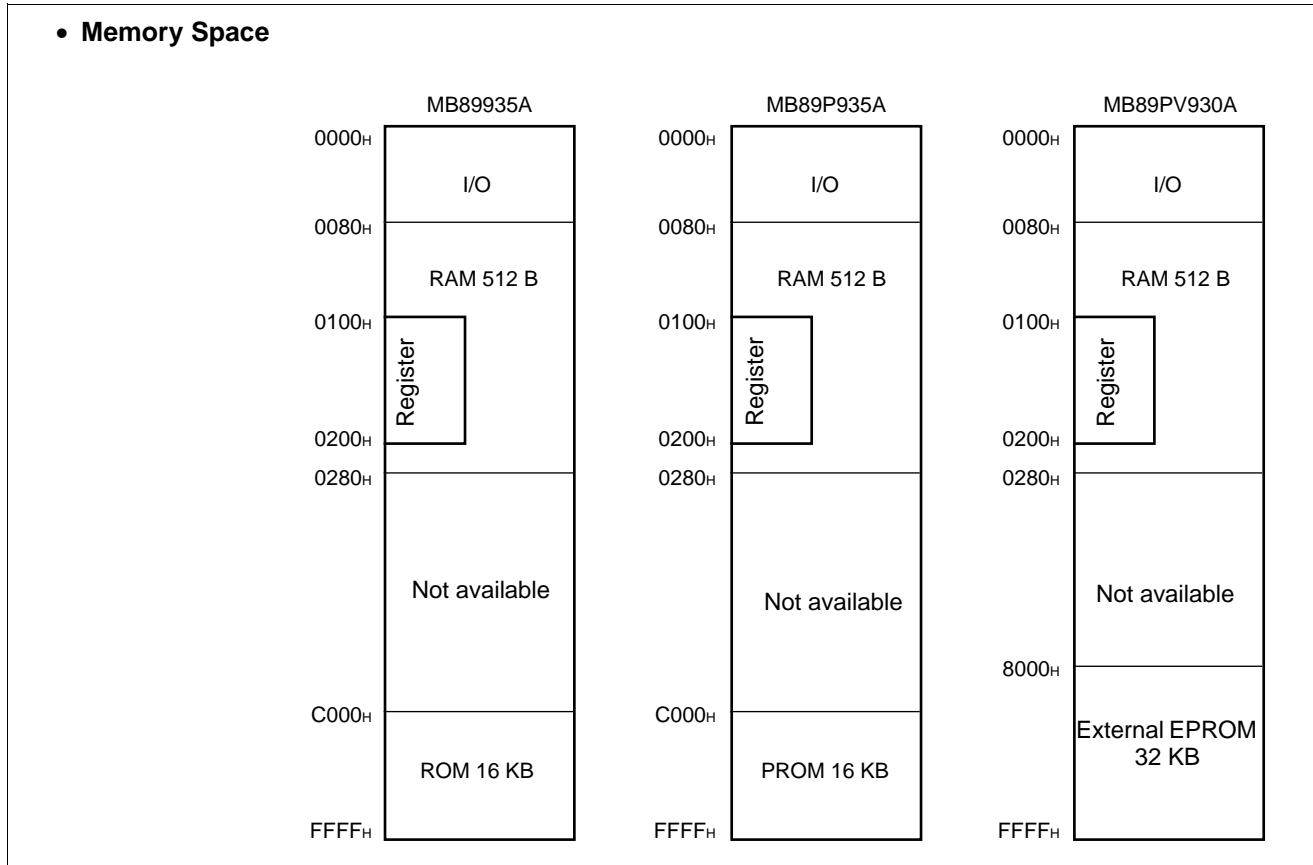 • Memory Space
MB89935A
0000H
I/O
0080H
RAM 512 B
0100H
Register
0200H
0280H
Not available
C000H
ROM 16 KB
FFFFH
MB89P935A
0000H
I/O
0080H
RAM 512 B
0100H
Register
0200H
0280H
Not available
C000H
PROM 16 KB
FFFFH
MB89PV930A
0000H
I/O
0080H
RAM 512 B
0100H
Register
0200H
0280H
Not available
8000H
External EPROM
32 KB
FFFFH